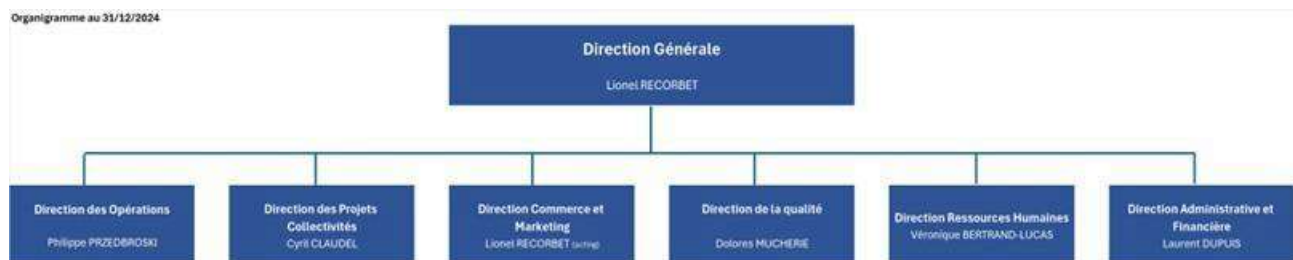 Organigramme au 31/12/2024
Direction Générale
Lionel RECORBET
Direction des Opérations
Philippe PRZEDBROSKI
Direction des Projets
Collectivités
Cyril CLAUDEL
Direction Commerce et
Marketing
Lionel RECORBET (acting)
Direction de la qualité
Dolores MUCHERIE
Direction Ressources Humaines
Véronique BERTRAND-LUCAS
Direction Administrative et
Financière
Laurent DUPUIS